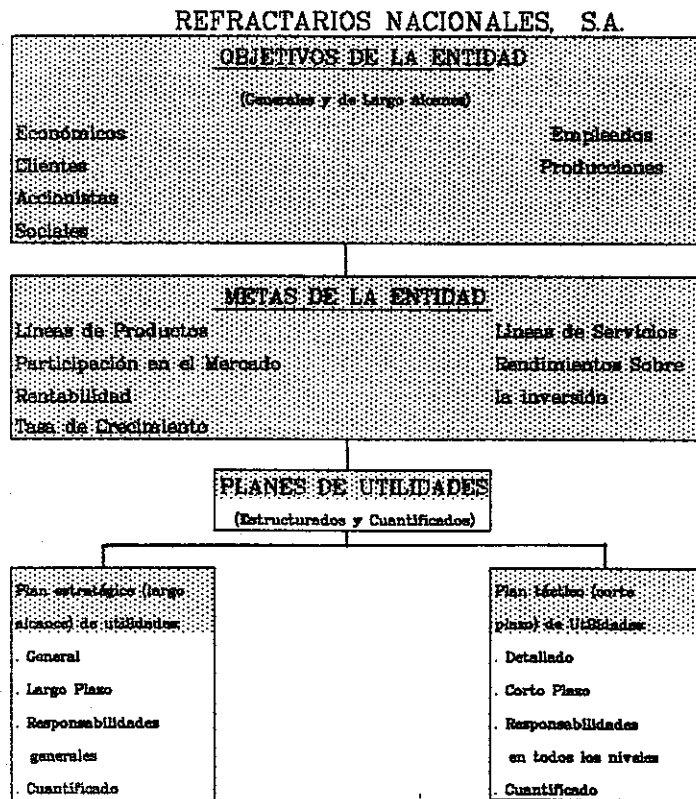 REFRACTARIOS NACIONALES, S.A.
OBJETIVOS DE LA ENTIDAD
(Generales y de Largo alcance)
Económicos
Clientes
Accionistas
Sociales
Empleados
Producciones
METAS DE LA ENTIDAD
Líneas de Productos
Participación en el Mercado
Rentabilidad
Tasa de Crecimiento
Líneas de Servicios
Rendimientos Sobre
la inversión
PLANES DE UTILIDADES
(Estructurados y Cuantificados)
Plan estratégico (largo
alcance) de utilidades
. General
. Largo Plazo
. Responsabilidades
generales
. Cuantificado
Plan táctico (corto
plazo) de Utilidades
. Detallado
. Corto Plazo
. Responsabilidades
en todos los niveles
. Cuantificado